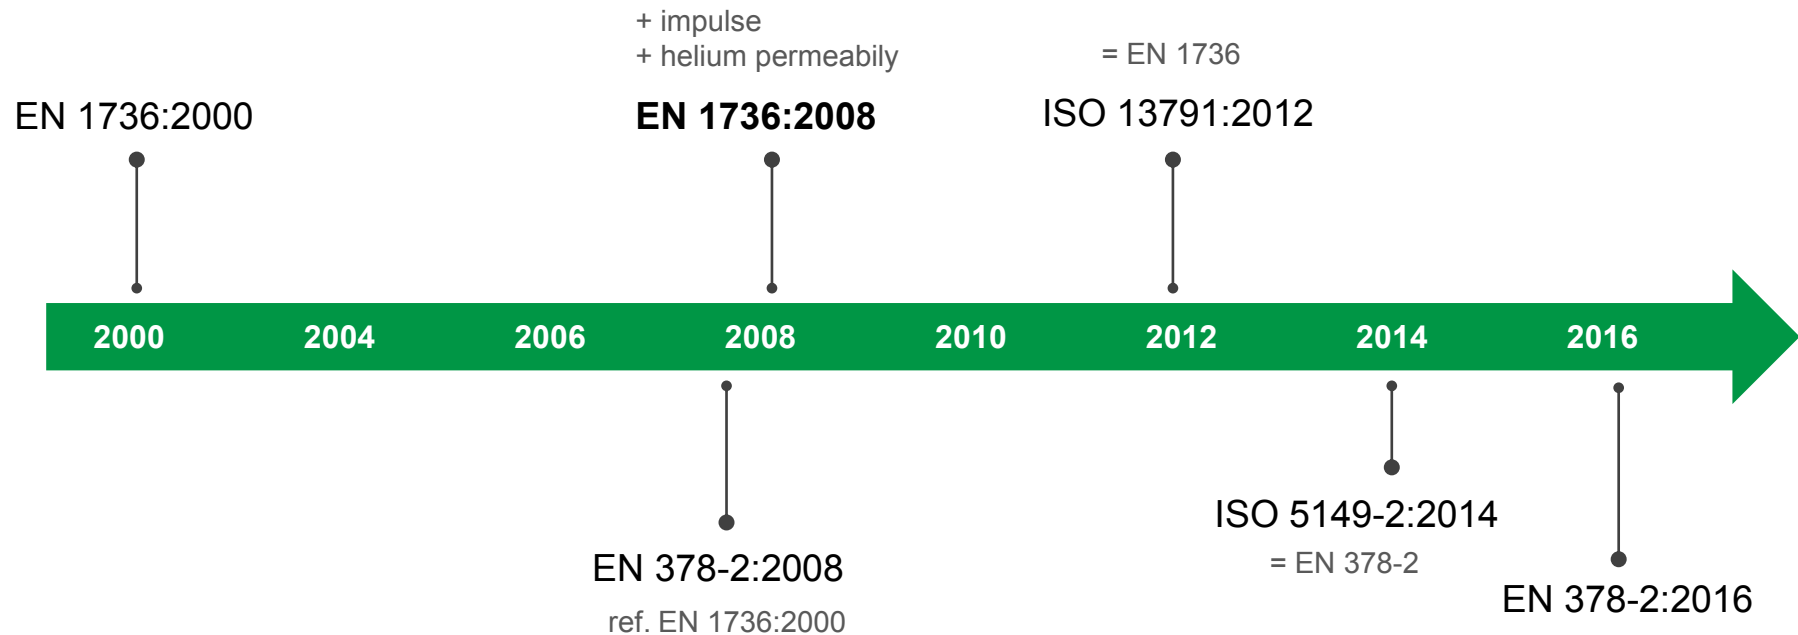 + impulse
+ helium permeabily
= EN 1736
EN 1736:2000
EN 1736:2008
ISO 13791:2012
2000 2004 2006 2008 2010 2012 2014 2016
ISO 5149-2:2014
= EN 378-2
EN 378-2:2008
ref. EN 1736:2000
EN 378-2:2016